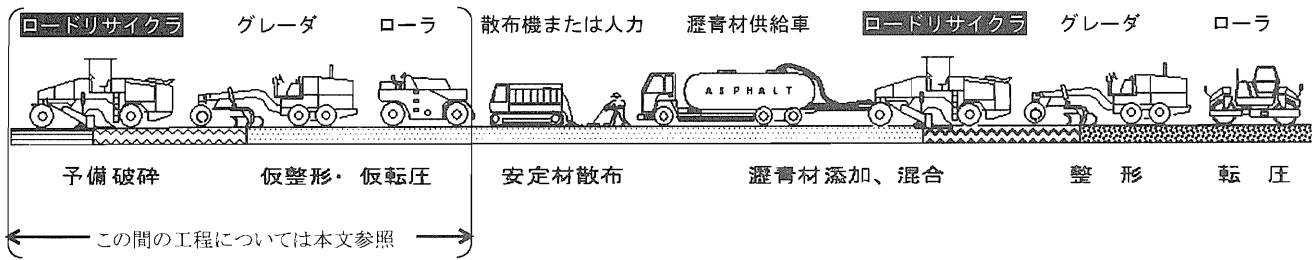 ロードリサイクラ グレーダ ローラ 散布機または人力 瀝青材供給車 ロードリサイクラ グレーダ ローラ
ASPHALT
予備破砕 仮整形・仮転圧 安定材散布 瀝青材添加、混合 整形 転圧
この間の工程については本文参照